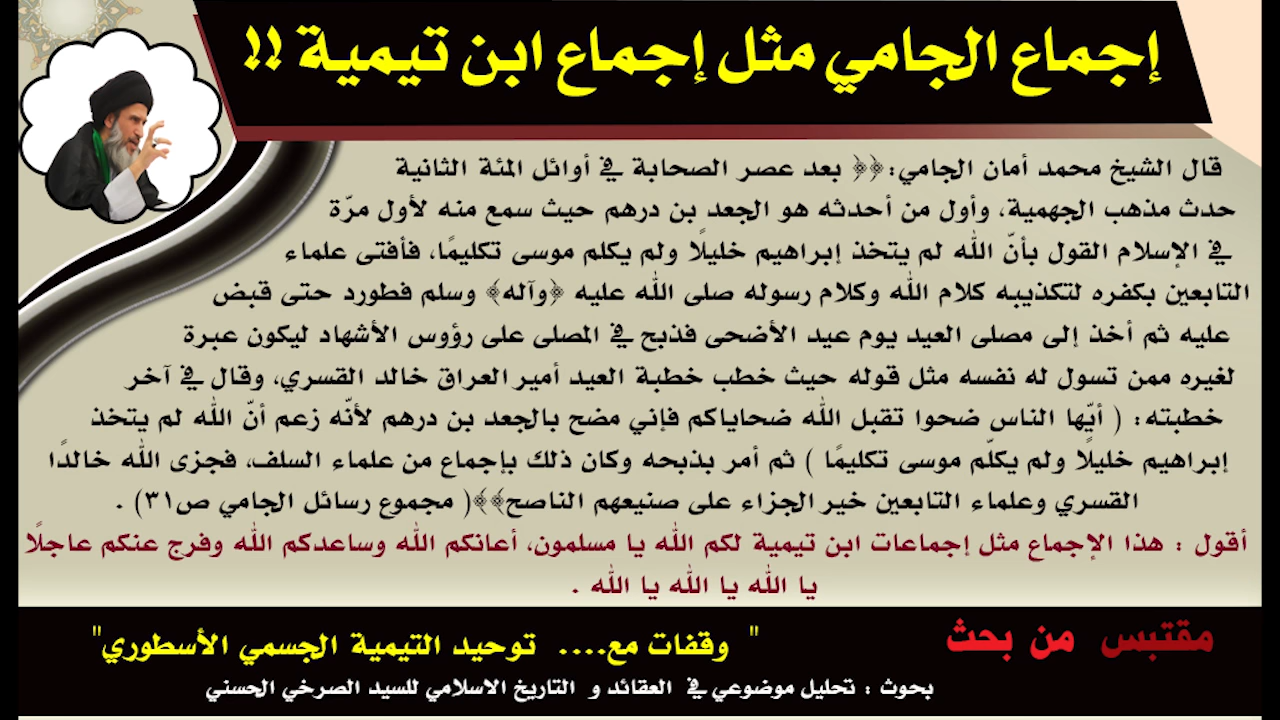 إجماع الجامي مثل إجماع ابن تيمية !!
قال الشيخ محمد أمان الجامي:﴿﴿ بعد عصر الصحابة في أوائل المئة الثانية
حدث مذهب الجهمية، وأول من أحدثه هو الجعد بن درهم حيث سمع منه لأول مرّة
في الإسلام القول بأنّ الله لم يتخذ إبراهيم خليلًا ولم يكلم موسى تكليمًا، فأفتى علماء
التابعين بكفره لتكذيبه كلام الله وكلام رسوله صلى الله عليه ﴿وآله﴾ وسلم فطورد حتى قبض
عليه ثم أخذ إلى مصلى العيد يوم عيد الأضحى فذبح في المصلى على رؤوس الأشهاد ليكون عبرة
لغيره ممن تسول له نفسه مثل قوله حيث خطب خطبة العيد أمير العراق خالد القسري، وقال في آخر
خطبته: ( أيّها الناس ضحوا تقبل الله ضحاياكم فإني مضح بالجعد بن درهم لأنّه زعم أنّ الله لم يتخذ
إبراهيم خليلًا ولم يكلّم موسى تكليمًا ) ثم أمر بذبحه وكان ذلك بإجماع من علماء السلف، فجزى الله خالدًا
القسري وعلماء التابعين خير الجزاء على صنيعهم الناصح﴾﴾( مجموع رسائل الجامي ص٣١) .
أقول : هذا الإجماع مثل إجماعات ابن تيمية لكم الله يا مسلمون، أعانكم الله وساعدكم الله وفرج عنكم عاجلًا
يا الله يا الله يا الله .
مقتبس من بحث
" وقفات مع.... توحيد التيمية الجسمي الأسطوري"
بحوث : تحليل موضوعي في العقائد و التاريخ الاسلامي للسيد الصرخي الحسني